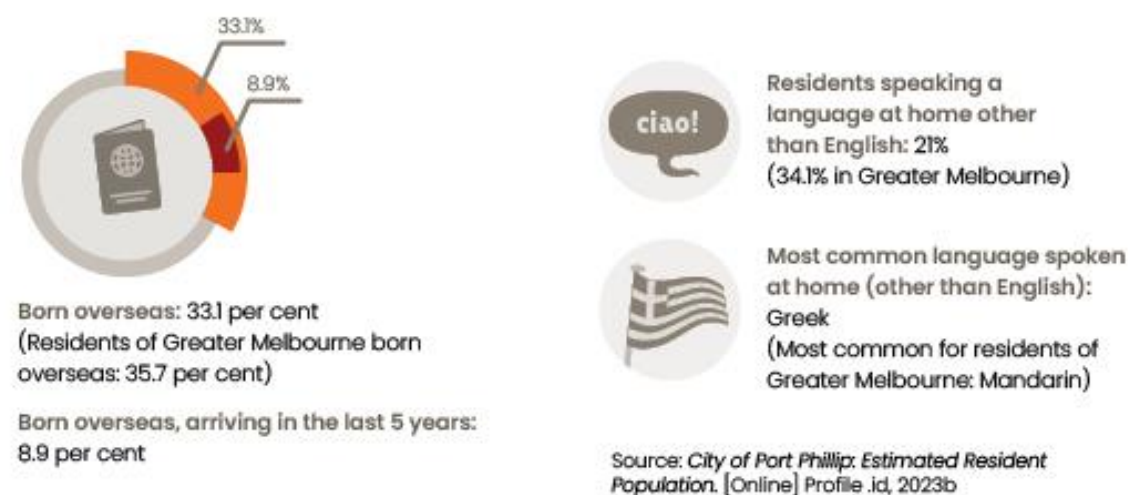 33.1%
8.9%
Born overseas: 33.1 per cent
(Residents of Greater Melbourne born
overseas: 35.7 per cent)
Born overseas, arriving in the last 5 years:
8.9 per cent
ciao!
Residents speaking a
language at home other
than English: 21%
(34.1% in Greater Melbourne)
Most common language spoken
at home (other than English):
Greek
(Most common for residents of
Greater Melbourne: Mandarin)
Source: City of Port Phillip: Estimated Resident
Population. [Online] Profile .id, 2023b